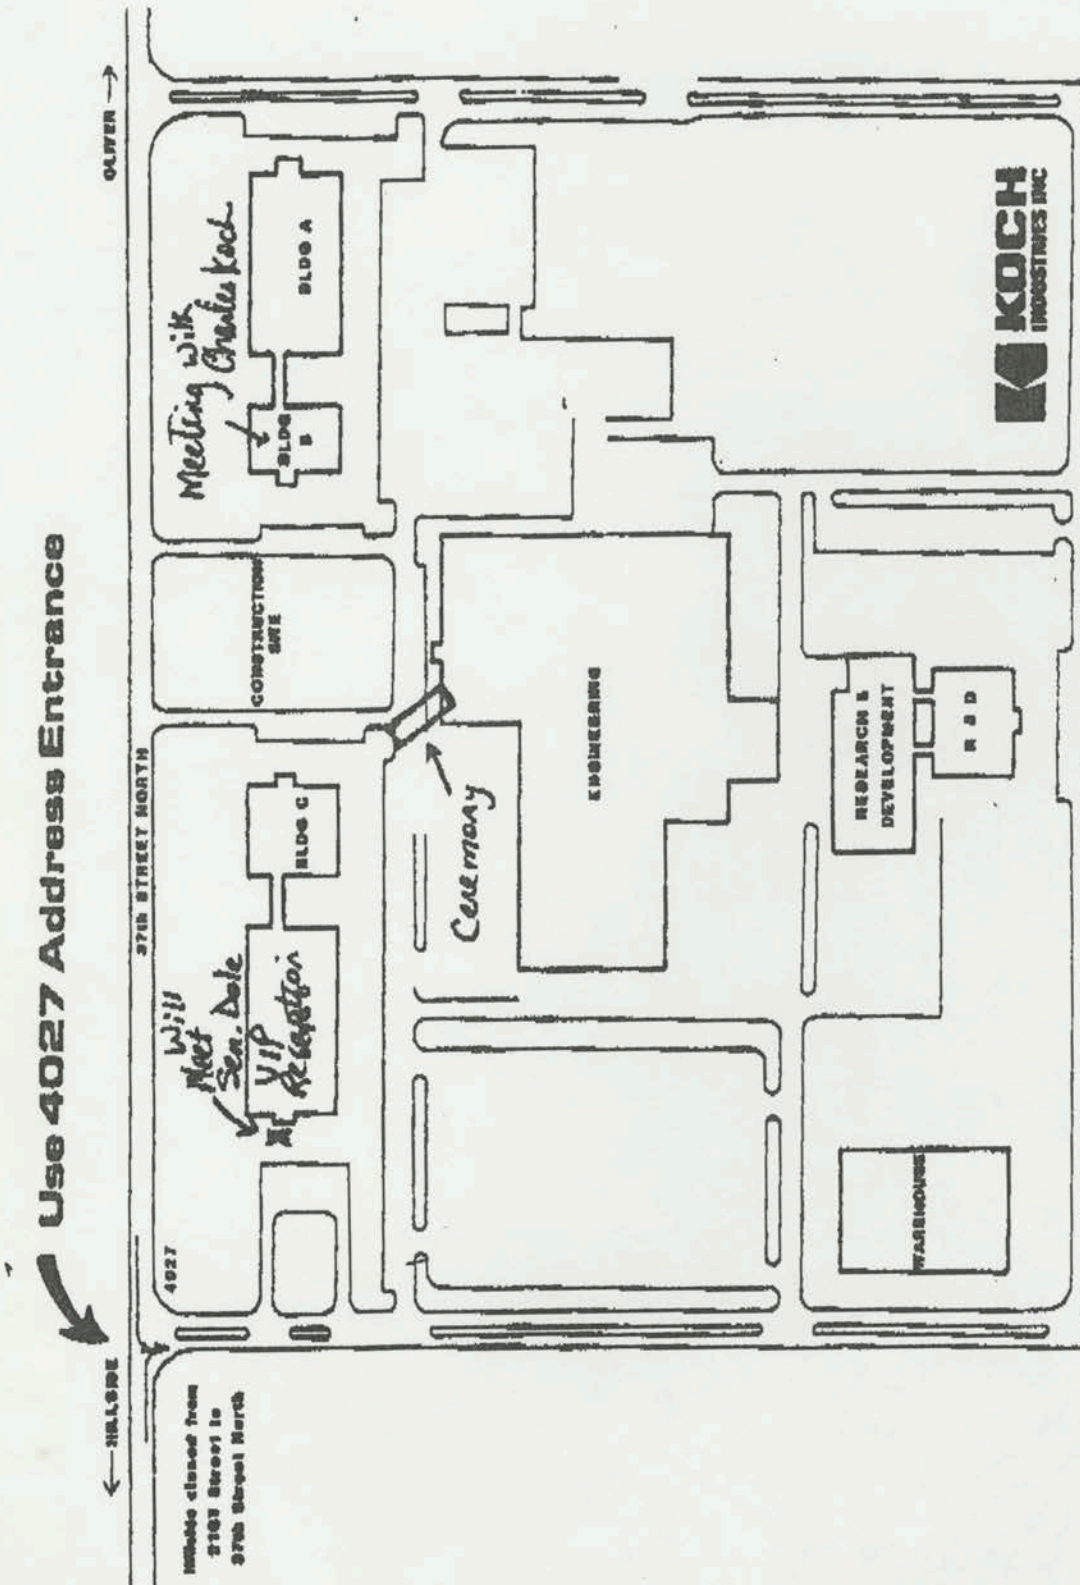 Use 4027 Address Entrance
← HILLSIDE
OLIVER →
37th STREET NORTH
Hillside closed from
21st Street to
37th Street North
4027
Will
Meet
Sen. Dole
VIP
Reception
BLDG C
CONSTRUCTION
SITE
Meeting with
Charles Koch
BLDG
B
BLDG A
Ceremony
ENGINEERING
WAREHOUSE
RESEARCH &
DEVELOPMENT
R & D
KOCH
INDUSTRIES INC